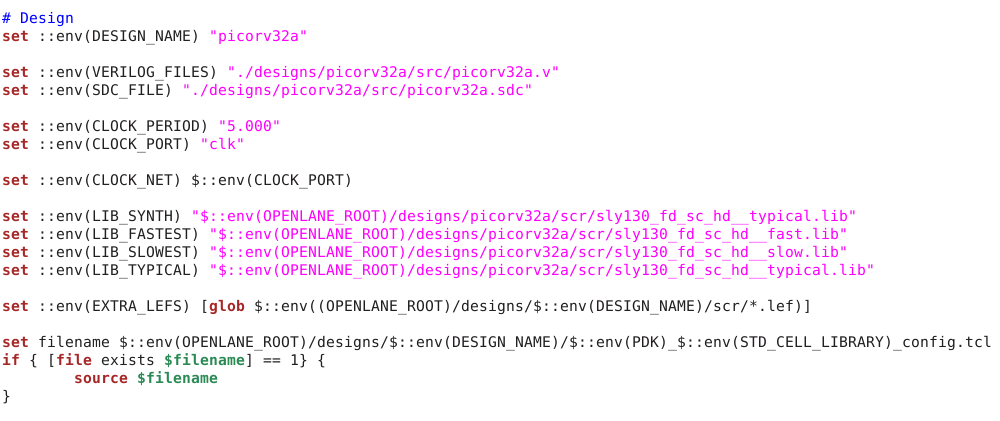 # Design
set ::env(DESIGN_NAME) "picorv32a"
set ::env(VERILOG_FILES) "./designs/picorv32a/src/picorv32a.v"
set ::env(SDC_FILE) "./designs/picorv32a/src/picorv32a.sdc"
set ::env(CLOCK_PERIOD) "5.000"
set ::env(CLOCK_PORT) "clk"
set ::env(CLOCK_NET) $::env(CLOCK_PORT)
set ::env(LIB_SYNTH) "$::env(OPENLANE_ROOT)/designs/picorv32a/scr/sly130_fd_sc_hd__typical.lib"
set ::env(LIB_FASTEST) "$::env(OPENLANE_ROOT)/designs/picorv32a/scr/sly130_fd_sc_hd__fast.lib"
set ::env(LIB_SLOWEST) "$::env(OPENLANE_ROOT)/designs/picorv32a/scr/sly130_fd_sc_hd__slow.lib"
set ::env(LIB_TYPICAL) "$::env(OPENLANE_ROOT)/designs/picorv32a/scr/sly130_fd_sc_hd__typical.lib"
set ::env(EXTRA_LEFS) [glob $::env((OPENLANE_ROOT)/designs/$::env(DESIGN_NAME)/scr/*.lef)]
set filename $::env(OPENLANE_ROOT)/designs/$::env(DESIGN_NAME)/$::env(PDK)_$::env(STD_CELL_LIBRARY)_config.tcl
if { [file exists $filename] == 1} {
        source $filename
}